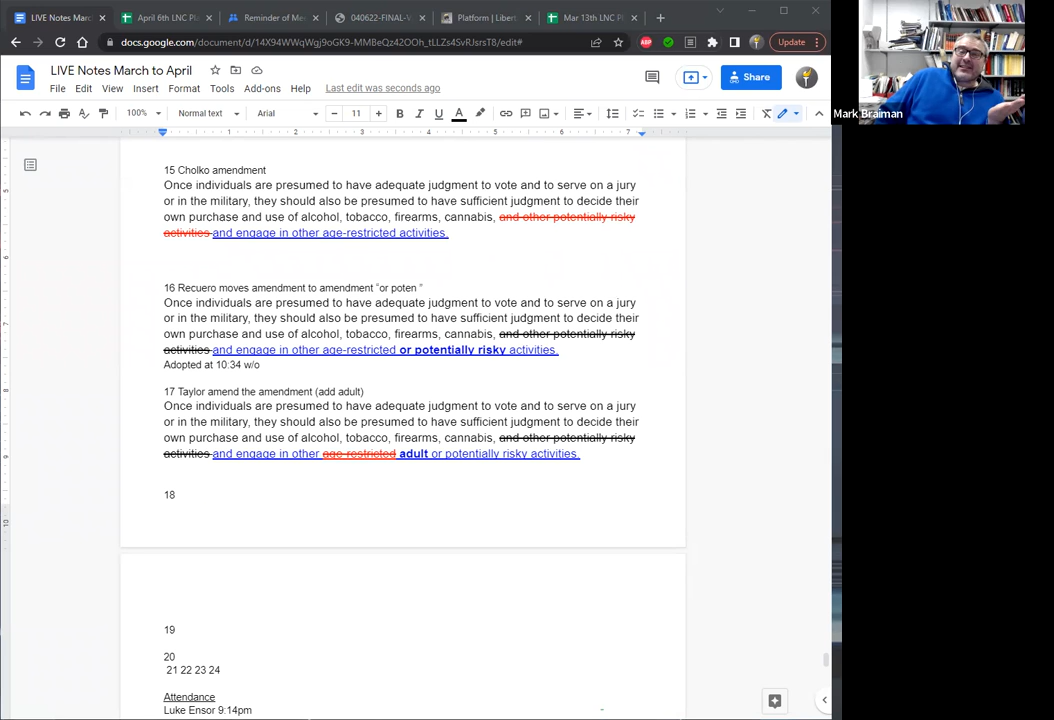 LIVE Notes Marc
April 6th LNC P
Reminder of Me
040622-FINAL-V
Platform | Libert
Mar 13th LNC P
docs.google.com/document/d/14X94WWqWgj9oGK9-MMBeQz42OOh_tLLZs4SvRJsrsT8/edit#
ABP
Update
LIVE Notes March to April
File Edit View Insert Format Tools Add-ons Help Last edit was seconds ago
Share
100% Normal text Arial 11 B I U A
1 2 3 4 5 6 7
15 Cholko amendment
Once individuals are presumed to have adequate judgment to vote and to serve on a jury
or in the military, they should also be presumed to have sufficient judgment to decide their
own purchase and use of alcohol, tobacco, firearms, cannabis, and other potentially risky
activities and engage in other age-restricted activities.
16 Recuero moves amendment to amendment "or poten "
Once individuals are presumed to have adequate judgment to vote and to serve on a jury
or in the military, they should also be presumed to have sufficient judgment to decide their
own purchase and use of alcohol, tobacco, firearms, cannabis, and other potentially risky
activities and engage in other age-restricted or potentially risky activities.
Adopted at 10:34 w/o
17 Taylor amend the amendment (add adult)
Once individuals are presumed to have adequate judgment to vote and to serve on a jury
or in the military, they should also be presumed to have sufficient judgment to decide their
own purchase and use of alcohol, tobacco, firearms, cannabis, and other potentially risky
activities and engage in other age-restricted adult or potentially risky activities.
18
19
20
21 22 23 24
Attendance
Luke Ensor 9:14pm
Mark Braiman